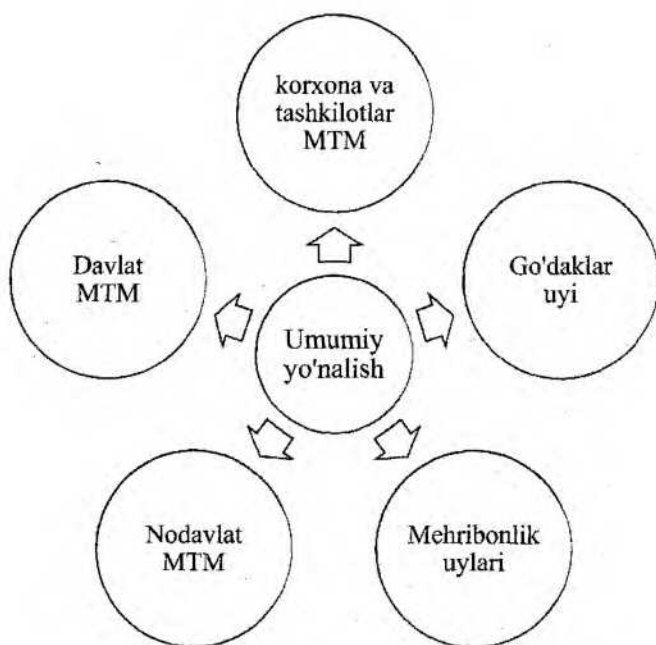 korxona va
tashkilotlar
MTM
Davlat
MTM
Go'daklar
uyi
Umumiy
yo'nalish
Nodavlat
MTM
Mehribonlik
uylari